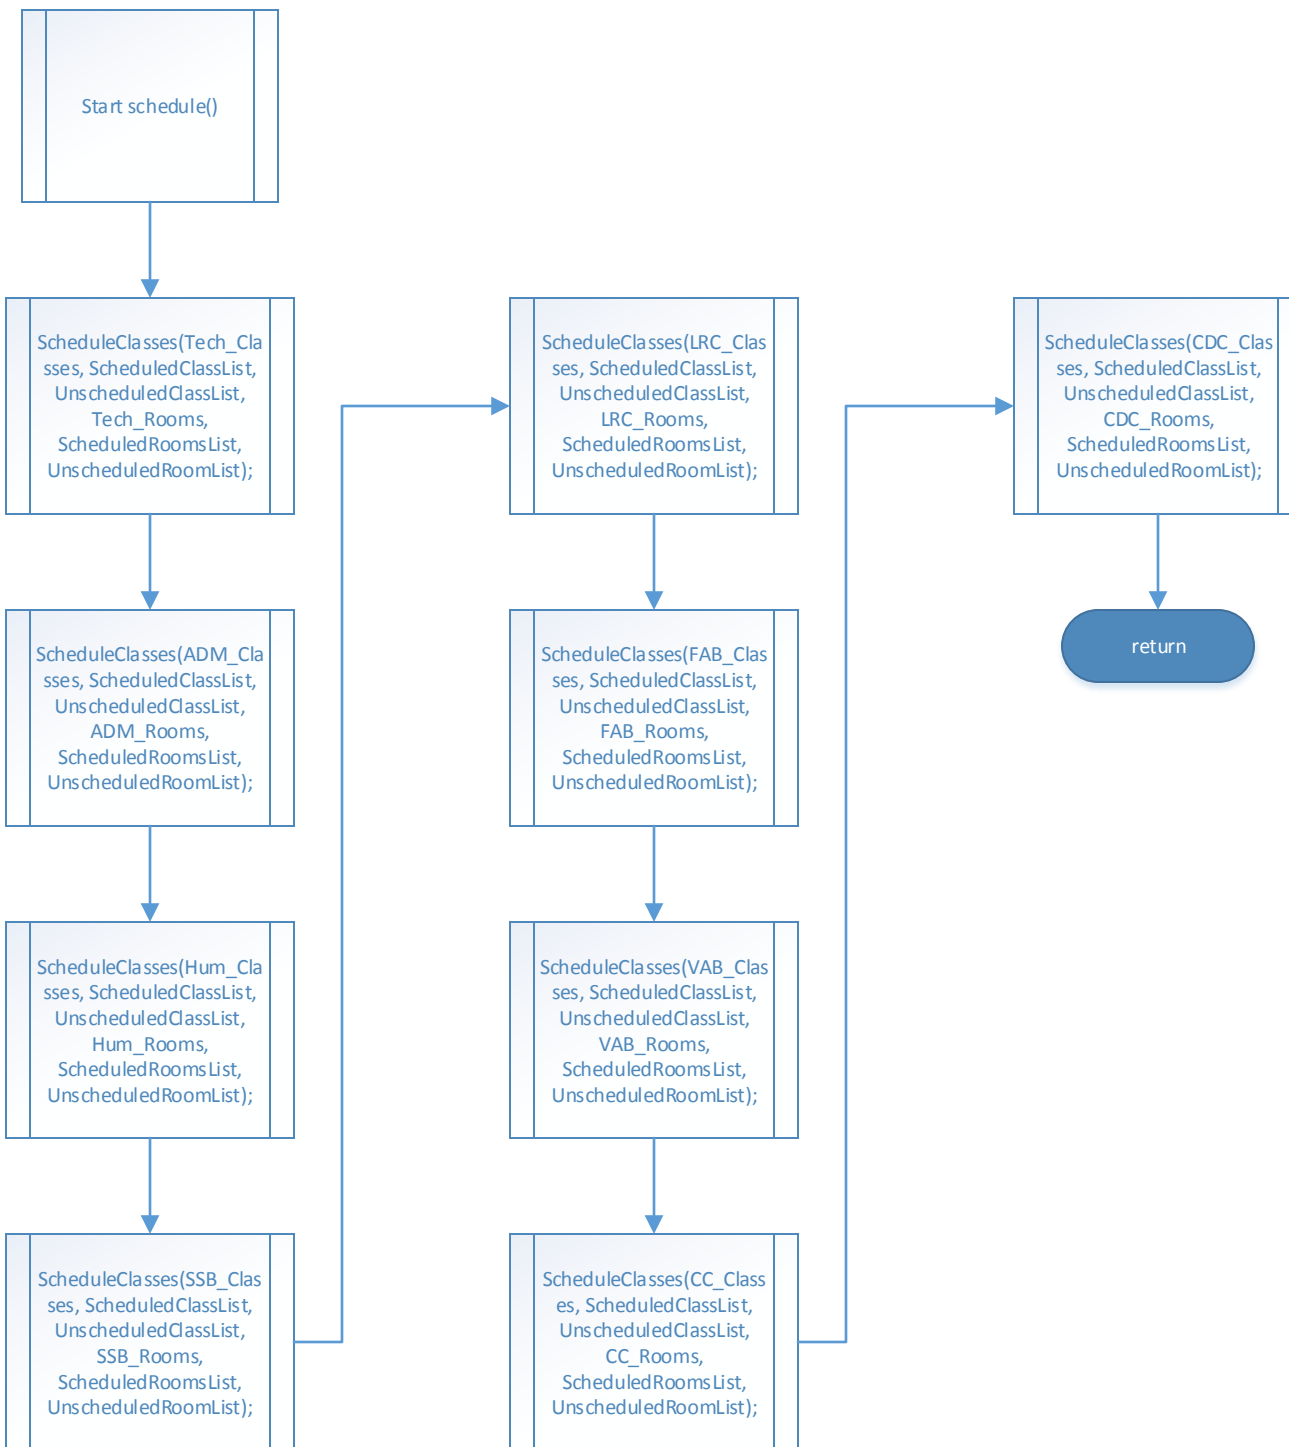 Start schedule()
ScheduleClasses(Tech_Cla
sses, ScheduledClassList,
UnscheduledClassList,
Tech_Rooms,
ScheduledRoomsList,
UnscheduledRoomList);
ScheduleClasses(ADM_Cla
sses, ScheduledClassList,
UnscheduledClassList,
ADM_Rooms,
ScheduledRoomsList,
UnscheduledRoomList);
ScheduleClasses(Hum_Cla
sses, ScheduledClassList,
UnscheduledClassList,
Hum_Rooms,
ScheduledRoomsList,
UnscheduledRoomList);
ScheduleClasses(SSB_Clas
ses, ScheduledClassList,
UnscheduledClassList,
SSB_Rooms,
ScheduledRoomsList,
UnscheduledRoomList);
ScheduleClasses(LRC_Clas
ses, ScheduledClassList,
UnscheduledClassList,
LRC_Rooms,
ScheduledRoomsList,
UnscheduledRoomList);
ScheduleClasses(FAB_Clas
ses, ScheduledClassList,
UnscheduledClassList,
FAB_Rooms,
ScheduledRoomsList,
UnscheduledRoomList);
ScheduleClasses(VAB_Clas
ses, ScheduledClassList,
UnscheduledClassList,
VAB_Rooms,
ScheduledRoomsList,
UnscheduledRoomList);
ScheduleClasses(CC_Class
es, ScheduledClassList,
UnscheduledClassList,
CC_Rooms,
ScheduledRoomsList,
UnscheduledRoomList);
ScheduleClasses(CDC_Clas
ses, ScheduledClassList,
UnscheduledClassList,
CDC_Rooms,
ScheduledRoomsList,
UnscheduledRoomList);
return